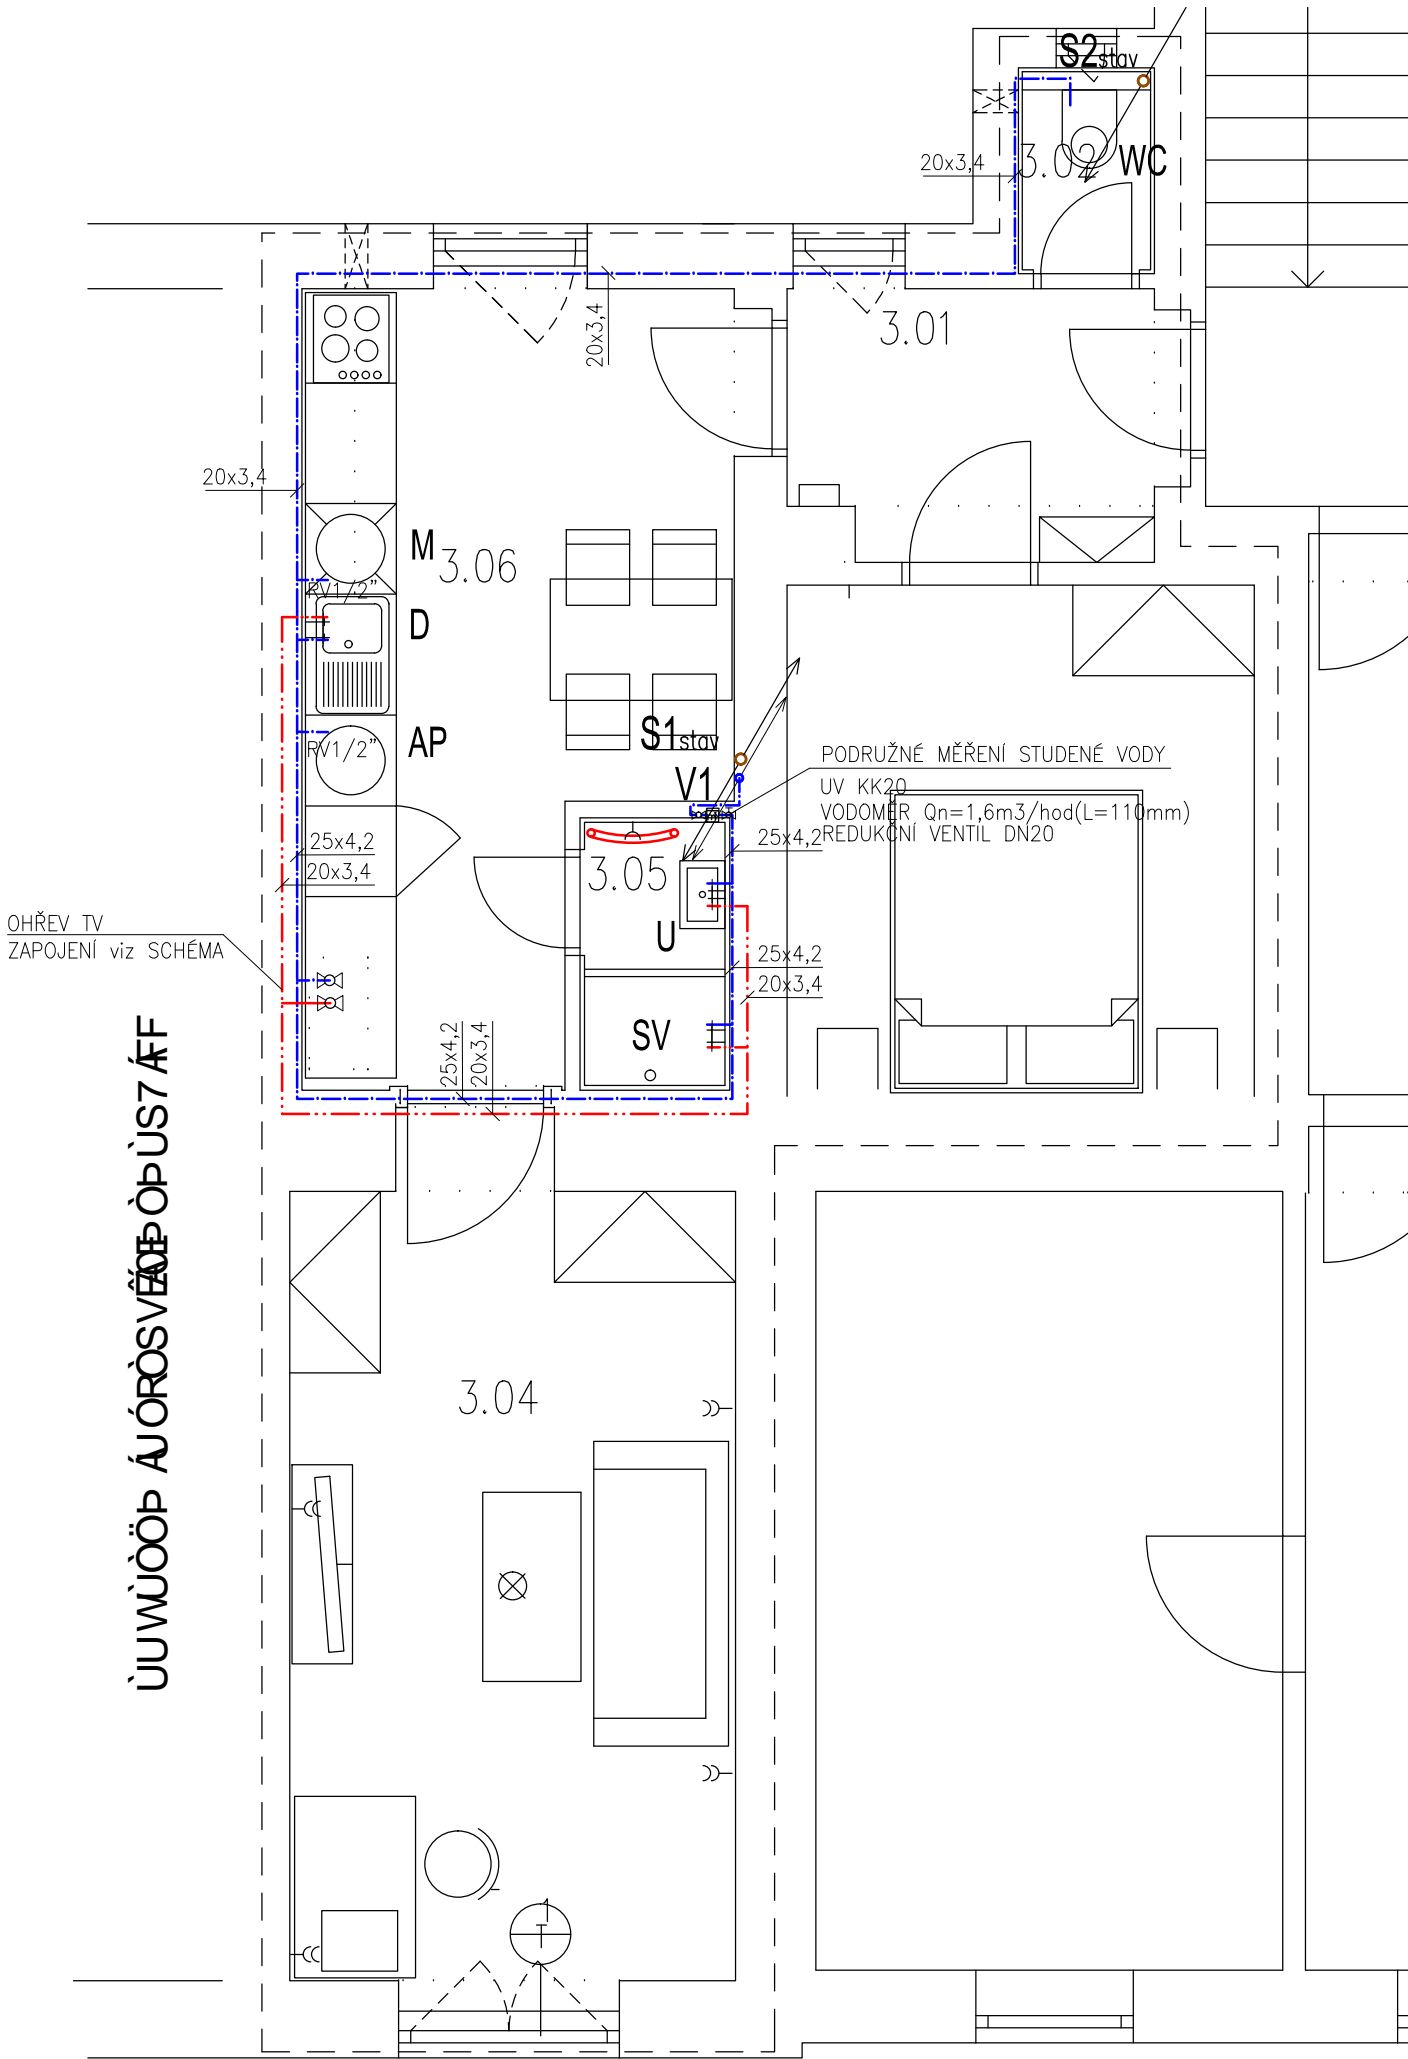 S2stav
20x3,4
3.02
WC
3.01
20x3,4
20x3,4
M
3.06
RV1/2"
D
S1stav
AP
RV1/2"
V1
PODRUŽNÉ MĚŘENÍ STUDENÉ VODY
UV KK20
VODOMĚR Qn=1,6m3/hod(L=110mm)
REDUKČNÍ VENTIL DN20
25x4,2
20x3,4
25x4,2
3.05
U
OHŘEV TV
ZAPOJENÍ viz SCHÉMA
25x4,2
20x3,4
SV
25x4,2
20x3,4
3.04
T
1